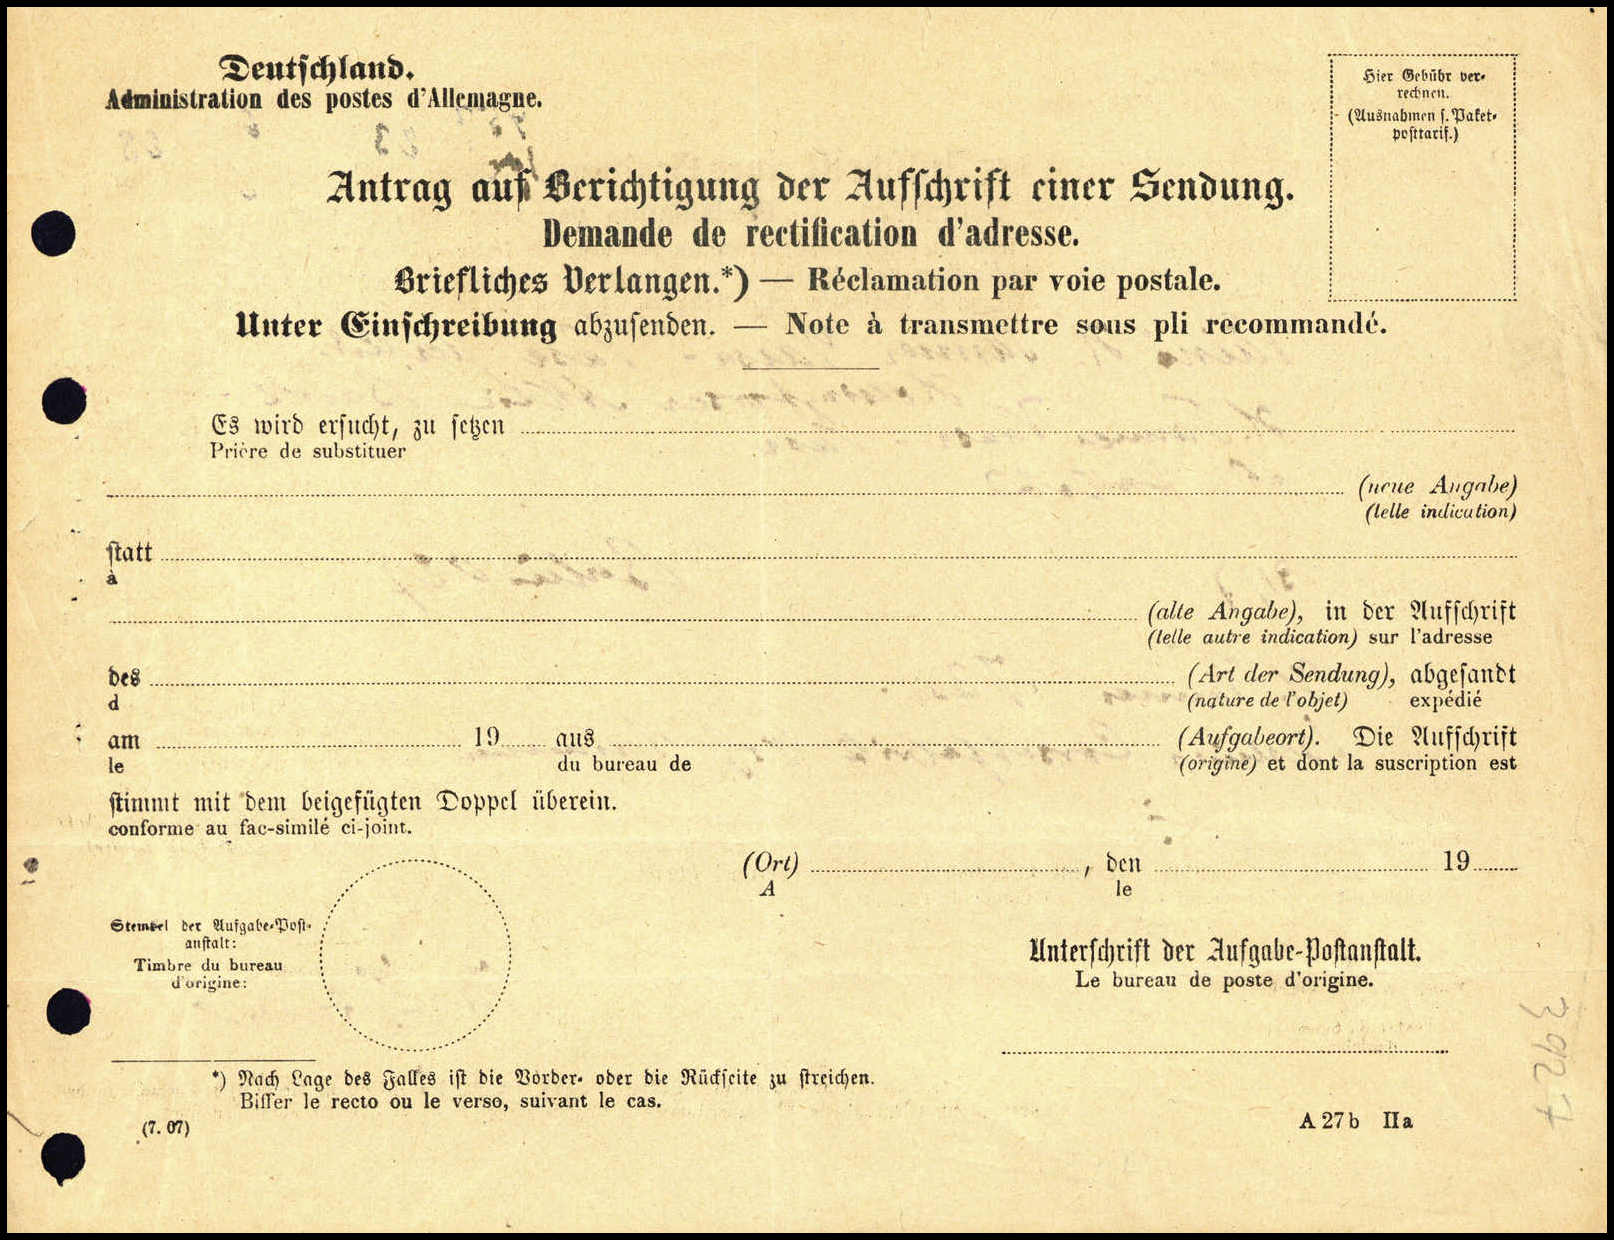 Deutschland.
Administration des postes d'Allemagne.
Hier Gebühr ver-
rechnen.
(Ausnahmen s. Paket-
posttarif.)
Antrag auf Berichtigung der Aufschrift einer Sendung.
Demande de rectification d'adresse.
Briefliches Verlangen.*) — Réclamation par voie postale.
Unter Einschreibung abzusenden. — Note à transmettre sous pli recommandé.
Es wird ersucht, zu setzen
Prière de substituer
(neue Angabe)
(telle indication)
statt
à
(alte Angabe), in der Aufschrift
(telle autre indication) sur l'adresse
des (Art der Sendung), abgesandt
d (nature de l'objet) expédié
am 19 aus (Aufgabeort). Die Aufschrift
le du bureau de (origine) et dont la suscription est
stimmt mit dem beigefügten Doppel überein.
conforme au fac-similé ci-joint.
(Ort) , den 19
A le
Stempel der Aufgabe-Post-
anstalt:
Timbre du bureau
d'origine:
Unterschrift der Aufgabe-Postanstalt.
Le bureau de poste d'origine.
*) Nach Lage des Falles ist die Vorder- oder die Rückseite zu streichen.
Biffer le recto ou le verso, suivant le cas.
(7. 07)
A 27b IIa
3927